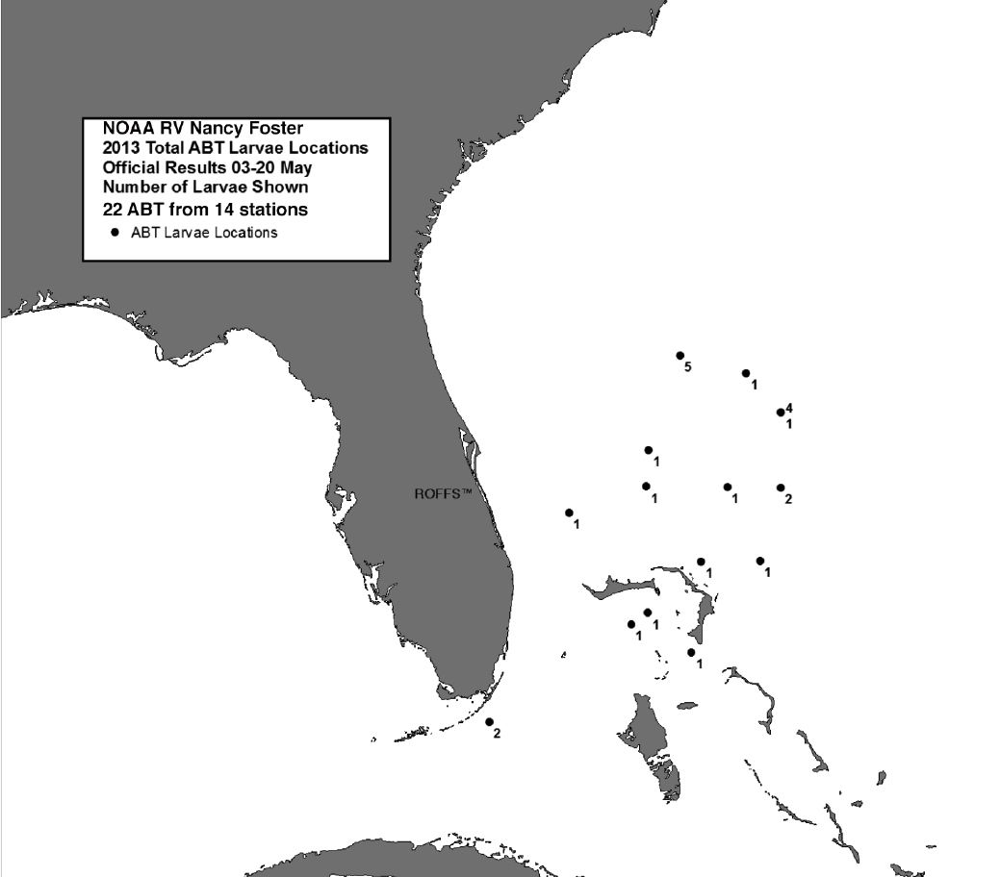 NOAA RV Nancy Foster
2013 Total ABT Larvae Locations
Official Results 03-20 May
Number of Larvae Shown
22 ABT from 14 stations
ABT Larvae Locations
5
1
4
1
1
1
1
2
ROFFS™
1
1
1
1
1
1
2